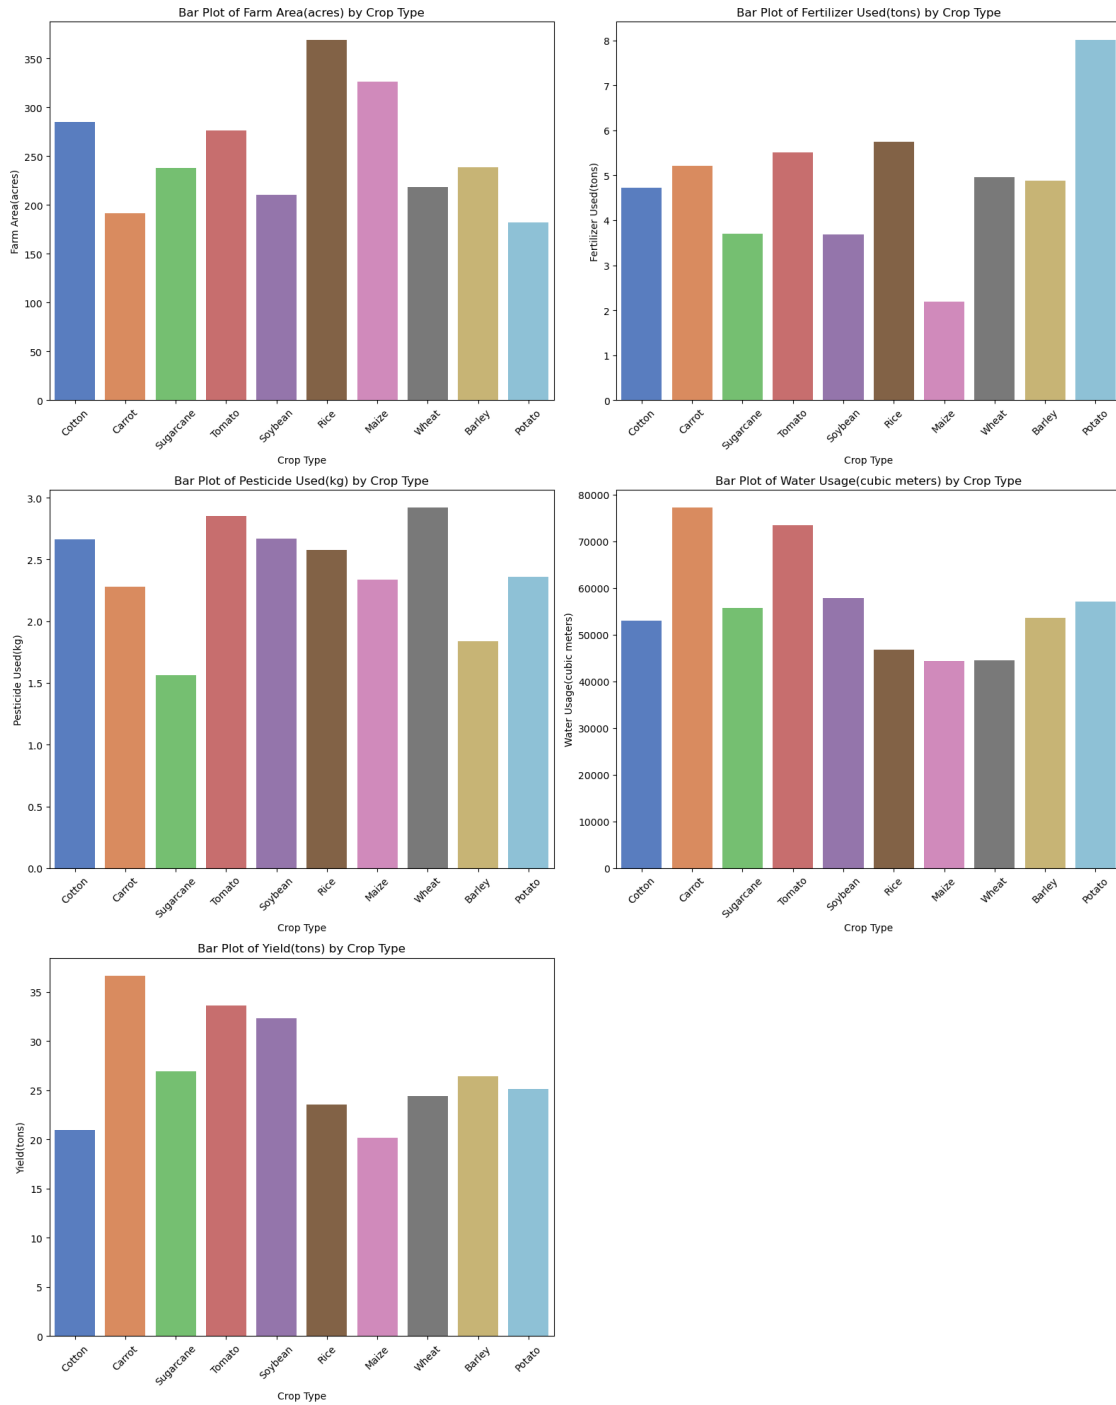 Bar Plot of Farm Area(acres) by Crop Type
Farm Area(acres)
350
300
250
200
150
100
50
0
Cotton
Carrot
Sugarcane
Tomato
Soybean
Rice
Maize
Wheat
Barley
Potato
Crop Type
Bar Plot of Fertilizer Used(tons) by Crop Type
Fertilizer Used(tons)
8
7
6
5
4
3
2
1
0
Cotton
Carrot
Sugarcane
Tomato
Soybean
Rice
Maize
Wheat
Barley
Potato
Crop Type
Bar Plot of Pesticide Used(kg) by Crop Type
Pesticide Used(kg)
3.0
2.5
2.0
1.5
1.0
0.5
0.0
Cotton
Carrot
Sugarcane
Tomato
Soybean
Rice
Maize
Wheat
Barley
Potato
Crop Type
Bar Plot of Water Usage(cubic meters) by Crop Type
Water Usage(cubic meters)
80000
70000
60000
50000
40000
30000
20000
10000
0
Cotton
Carrot
Sugarcane
Tomato
Soybean
Rice
Maize
Wheat
Barley
Potato
Crop Type
Bar Plot of Yield(tons) by Crop Type
Yield(tons)
35
30
25
20
15
10
5
0
Cotton
Carrot
Sugarcane
Tomato
Soybean
Rice
Maize
Wheat
Barley
Potato
Crop Type